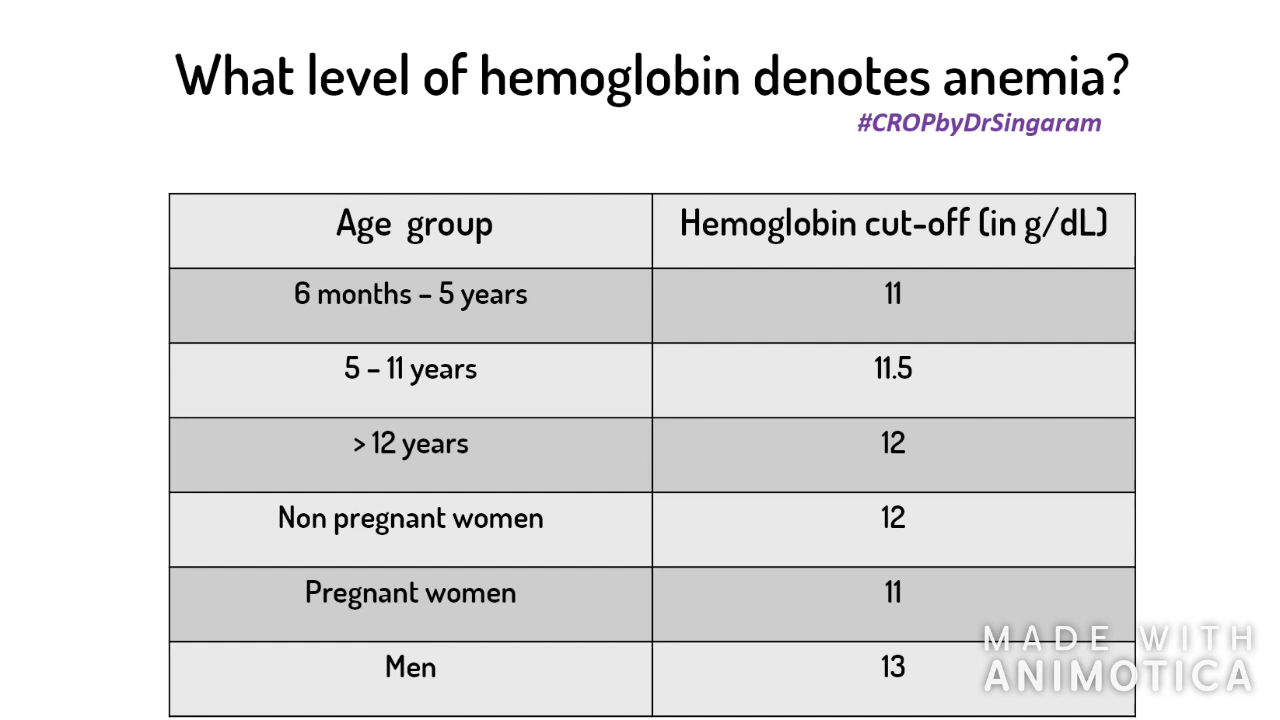 What level of hemoglobin denotes anemia?
#CROPbyDrSingaram
Age group Hemoglobin cut-off (in g/dL)
6 months – 5 years 11
5 – 11 years 11.5
> 12 years 12
Non pregnant women 12
Pregnant women 11
Men 13
MADE WITH
ANIMOTICA